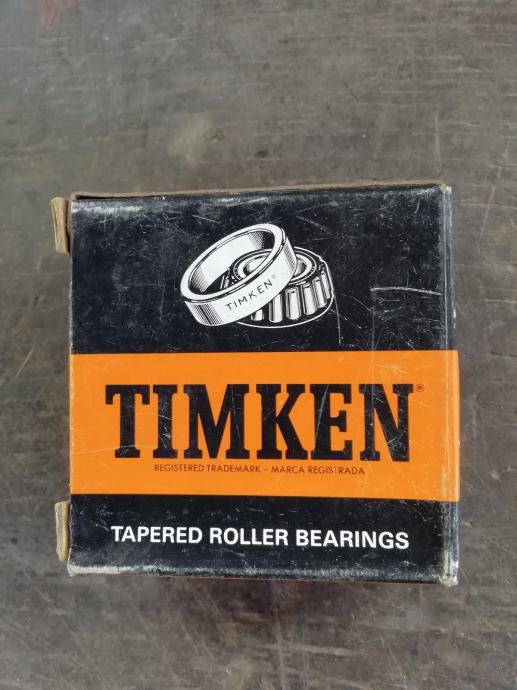 TIMKEN®
TIMKEN®
REGISTERED TRADEMARK – MARCA REGISTRADA
TAPERED ROLLER BEARINGS